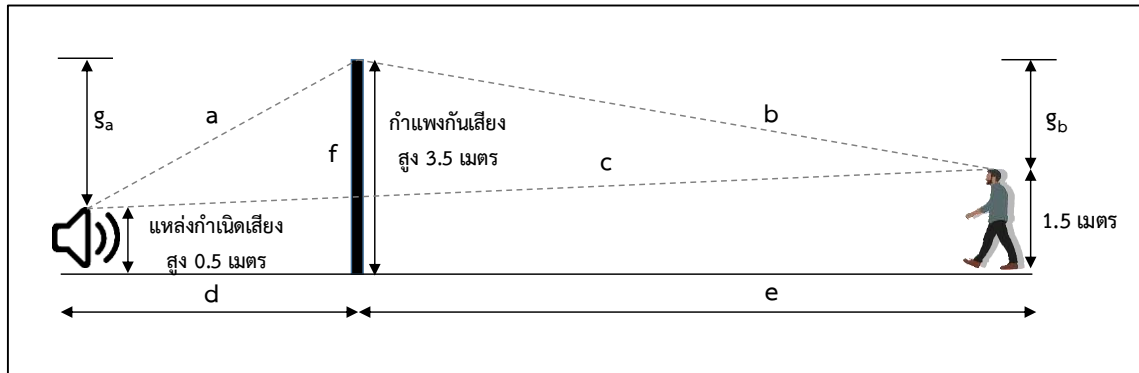 gₐ
a
f
กำแพงกันเสียง
สูง 3.5 เมตร
b
c
g_b
แหล่งกำเนิดเสียง
สูง 0.5 เมตร
1.5 เมตร
d
e